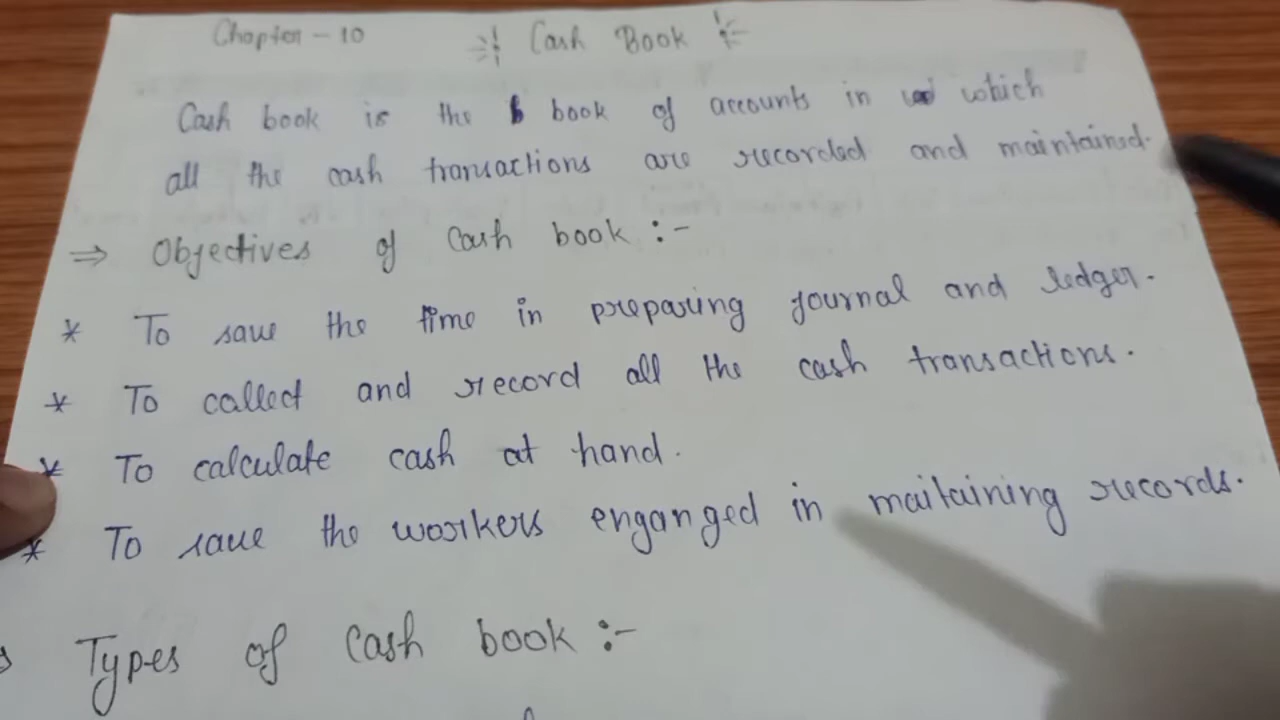 Chapter - 10 Cash Book
Cash book is the book of accounts in which
all the cash transactions are recorded and maintained.
⇒ Objectives of Cash book :-
* To save the time in preparing journal and ledger.
* To callect and record all the cash transactions.
* To calculate cash at hand.
* To save the workers enganged in maitaining records.
Types of Cash book :-